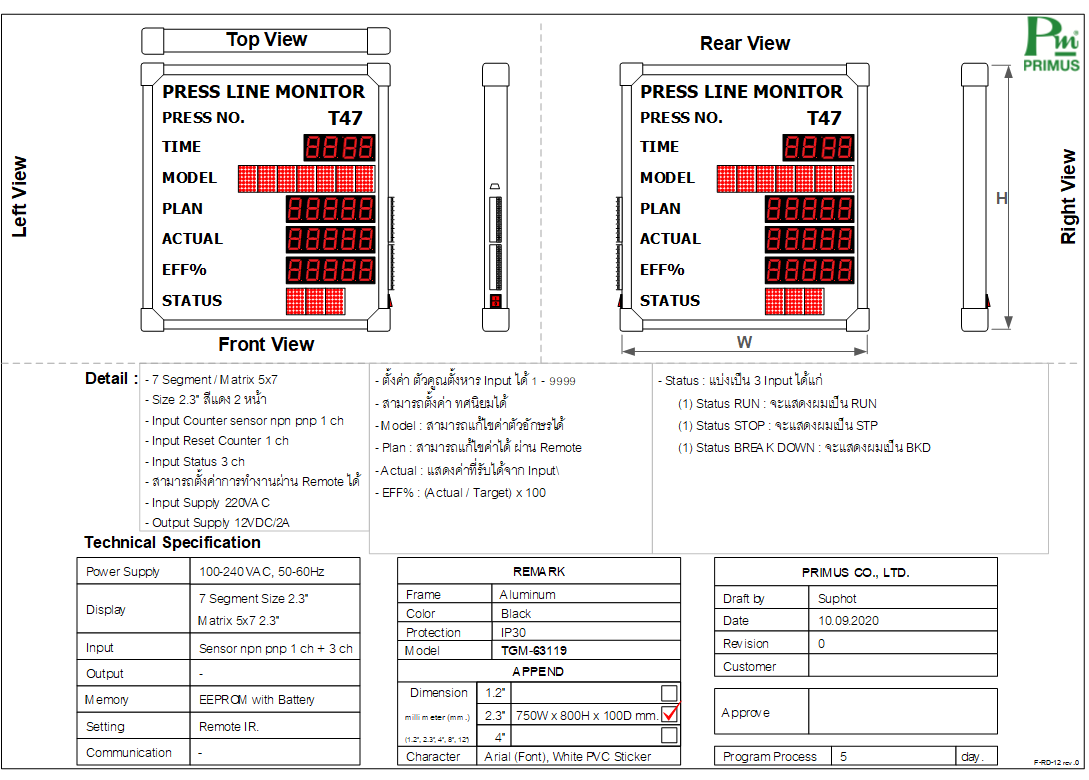 Top View
Rear View
Pm
PRIMUS
PRESS LINE MONITOR
PRESS NO. T47
TIME 8888
MODEL
PLAN 88888
ACTUAL 88888
EFF% 88888
STATUS
Front View
Left View
PRESS LINE MONITOR
PRESS NO. T47
TIME 8888
MODEL
PLAN 88888
ACTUAL 88888
EFF% 88888
STATUS
W
H
Right View
Detail :
- 7 Segment / Matrix 5x7
- Size 2.3" สีแดง 2 หน้า
- Input Counter sensor npn pnp 1 ch
- Input Reset Counter 1 ch
- Input Status 3 ch
- สามารถตั้งค่าการทำงานผ่าน Remote ได้
- Input Supply 220VAC
- Output Supply 12VDC/2A
- ตั้งค่า ตัวคูณตั้งหาร Input ได้ 1 - 9999
- สามารถตั้งค่า ทศนิยมได้
- Model : สามารถแก้ไขค่าตัวอักษรได้
- Plan : สามารถแก้ไขค่าได้ ผ่าน Remote
- Actual : แสดงค่าที่รับได้จาก Input\
- EFF% : (Actual / Target) x 100
- Status : แบ่งเป็น 3 Input ได้แก่
(1) Status RUN : จะแสดงผมเป็น RUN
(1) Status STOP : จะแสดงผมเป็น STP
(1) Status BREAK DOWN : จะแสดงผมเป็น BKD
Technical Specification
Power Supply 100-240VAC, 50-60Hz
Display 7 Segment Size 2.3"
Matrix 5x7 2.3"
Input Sensor npn pnp 1 ch + 3 ch
Output -
Memory EEPROM with Battery
Setting Remote IR.
Communication -
REMARK
Frame Aluminum
Color Black
Protection IP30
Model TGM-63119
APPEND
Dimension 1.2"
millimeter (mm.) 2.3" 750W x 800H x 100D mm.
(1.2", 2.3", 4", 8", 12") 4"
Character Arial (Font), White PVC Sticker
PRIMUS CO., LTD.
Draft by Suphot
Date 10.09.2020
Revision 0
Customer
Approve
Program Process 5 day.
F-RD-12 rev.0